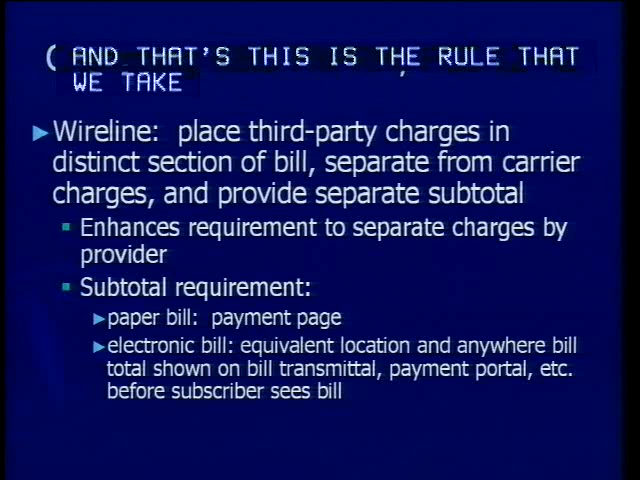 ( AND THAT'S THIS IS THE RULE THAT
WE TAKE
►Wireline: place third-party charges in
distinct section of bill, separate from carrier
charges, and provide separate subtotal
▪ Enhances requirement to separate charges by
provider
▪ Subtotal requirement:
►paper bill: payment page
►electronic bill: equivalent location and anywhere bill
total shown on bill transmittal, payment portal, etc.
before subscriber sees bill